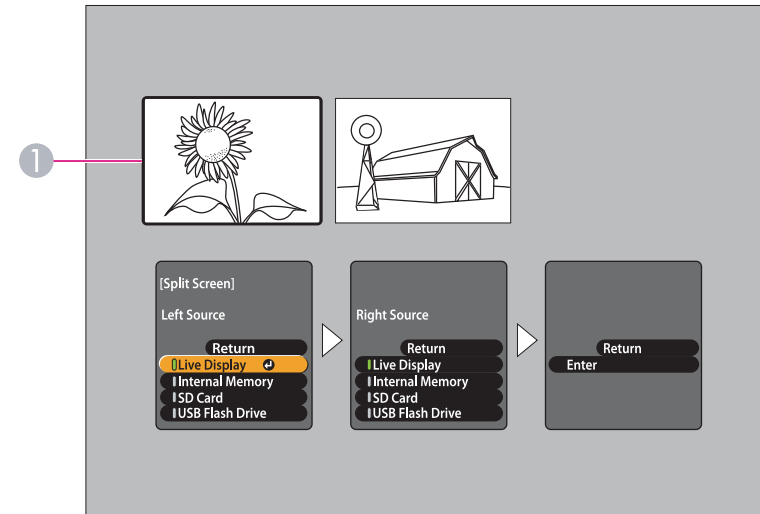 1
[Split Screen]
Left Source
Return
Live Display
Internal Memory
SD Card
USB Flash Drive
Right Source
Return
Live Display
Internal Memory
SD Card
USB Flash Drive
Return
Enter